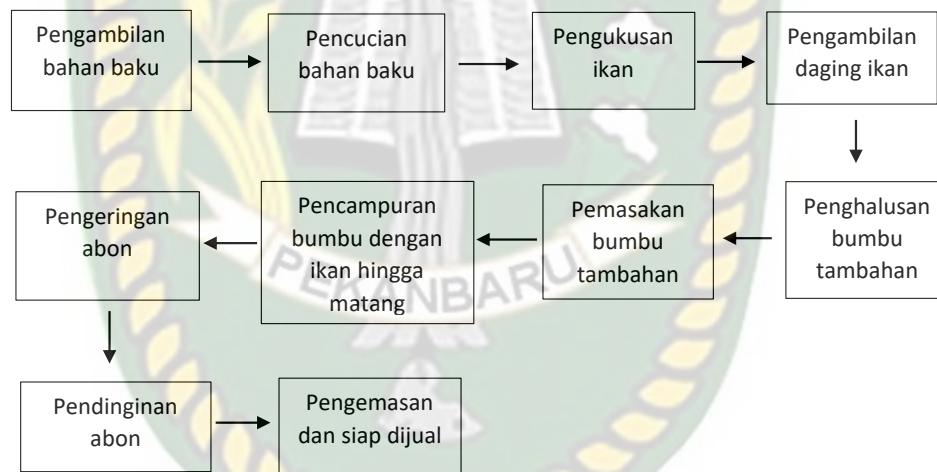 Pengambilan
bahan baku
Pencucian
bahan baku
Pengukusan
ikan
Pengambilan
daging ikan
Penghalusan
bumbu
tambahan
Pemasakan
bumbu
tambahan
Pencampuran
bumbu dengan
ikan hingga
matang
Pengeringan
abon
Pendinginan
abon
Pengemasan
dan siap dijual
PEKANBARU